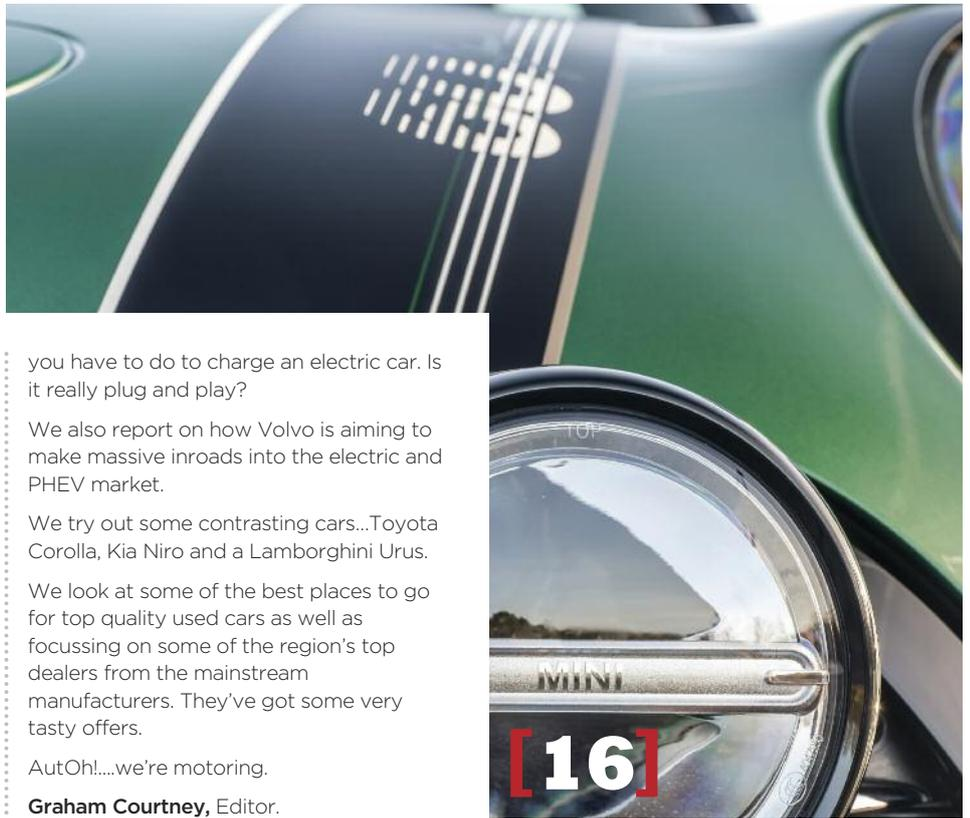 you have to do to charge an electric car. Is
it really plug and play?
We also report on how Volvo is aiming to
make massive inroads into the electric and
PHEV market.
We try out some contrasting cars...Toyota
Corolla, Kia Niro and a Lamborghini Urus.
We look at some of the best places to go
for top quality used cars as well as
focussing on some of the region's top
dealers from the mainstream
manufacturers. They've got some very
tasty offers.
AutOh!....we're motoring.
Graham Courtney, Editor.
TOP
MINI
[16]